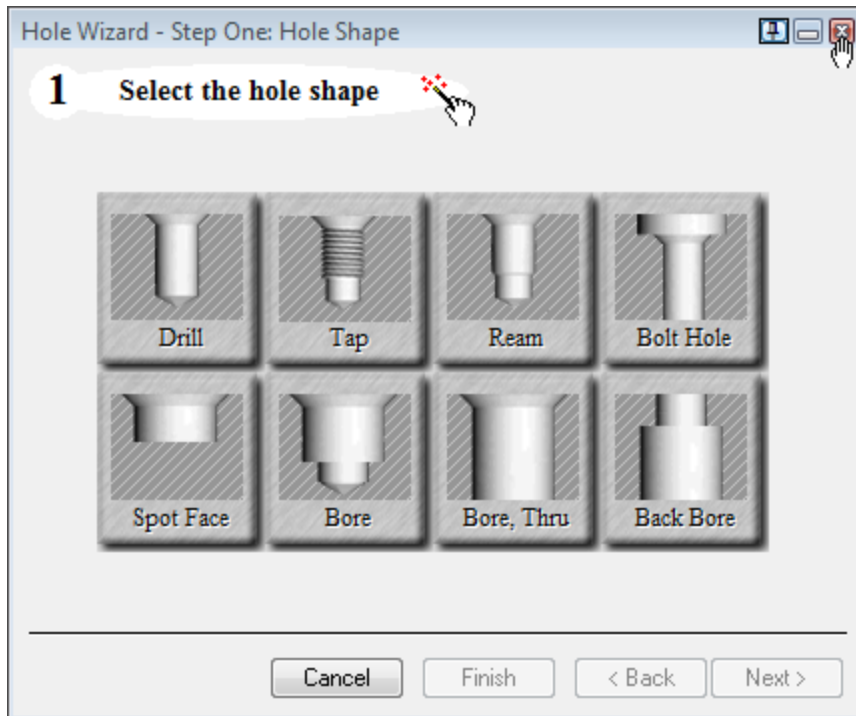 Hole Wizard - Step One: Hole Shape
1 Select the hole shape
Drill Tap Ream Bolt Hole
Spot Face Bore Bore, Thru Back Bore
Cancel Finish < Back Next >